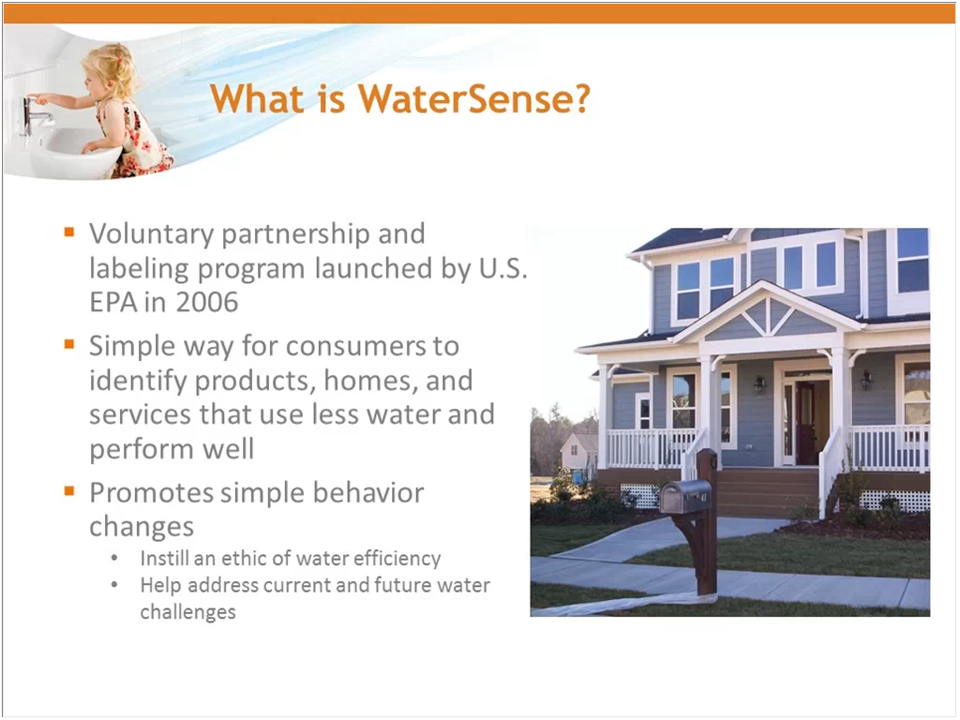 What is WaterSense?
▪ Voluntary partnership and
labeling program launched by U.S.
EPA in 2006
▪ Simple way for consumers to
identify products, homes, and
services that use less water and
perform well
▪ Promotes simple behavior
changes
• Instill an ethic of water efficiency
• Help address current and future water
challenges